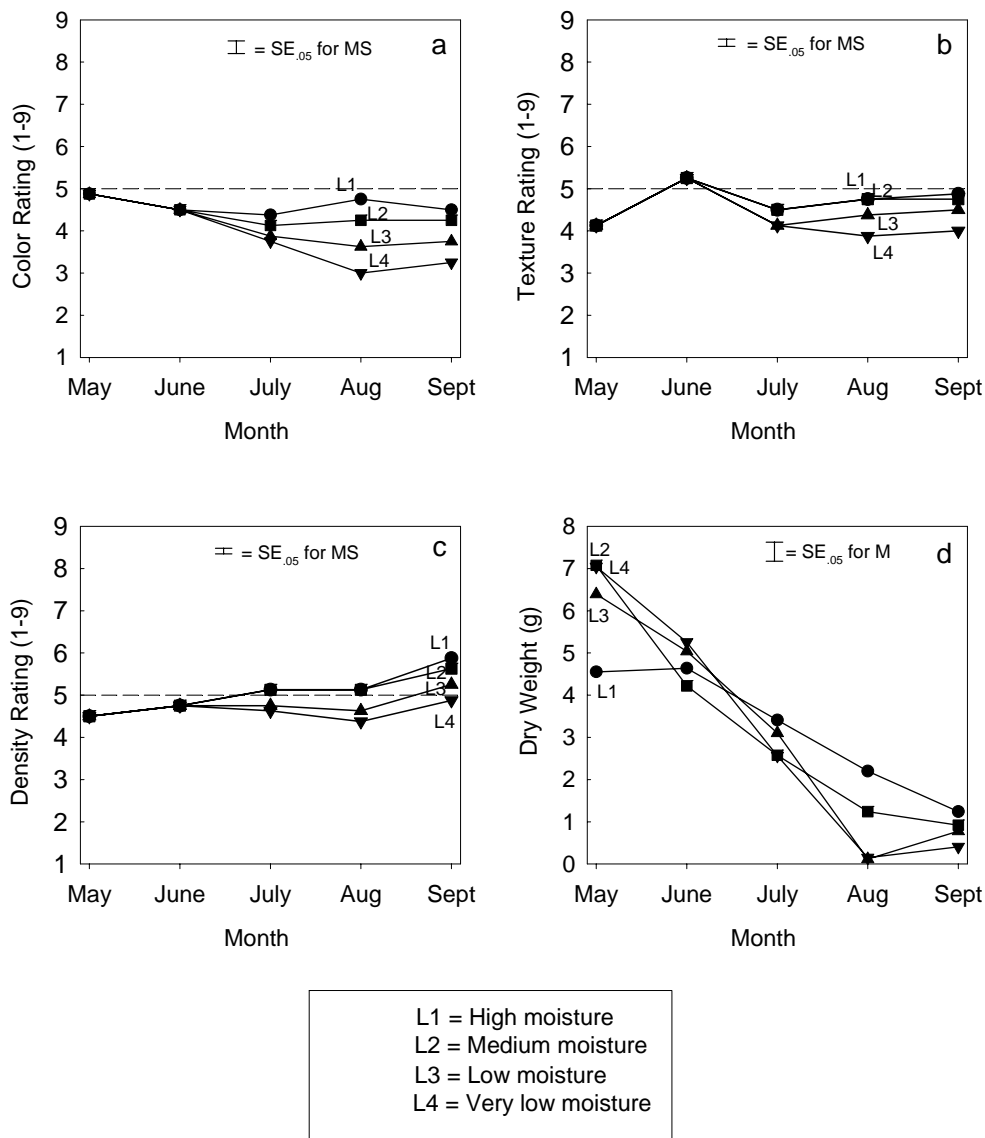 a
= SE.05 for MS
Color Rating (1-9)
9
8
7
6
5
4
3
2
1
L1
L2
L3
L4
May June July Aug Sept
Month
b
= SE.05 for MS
Texture Rating (1-9)
9
8
7
6
5
4
3
2
1
L1
L2
L3
L4
May June July Aug Sept
Month
c
= SE.05 for MS
Density Rating (1-9)
9
8
7
6
5
4
3
2
1
L1
L2
L3
L4
May June July Aug Sept
Month
d
= SE.05 for M
Dry Weight (g)
8
7
6
5
4
3
2
1
0
L2
L4
L3
L1
May June July Aug Sept
Month
L1 = High moisture
L2 = Medium moisture
L3 = Low moisture
L4 = Very low moisture